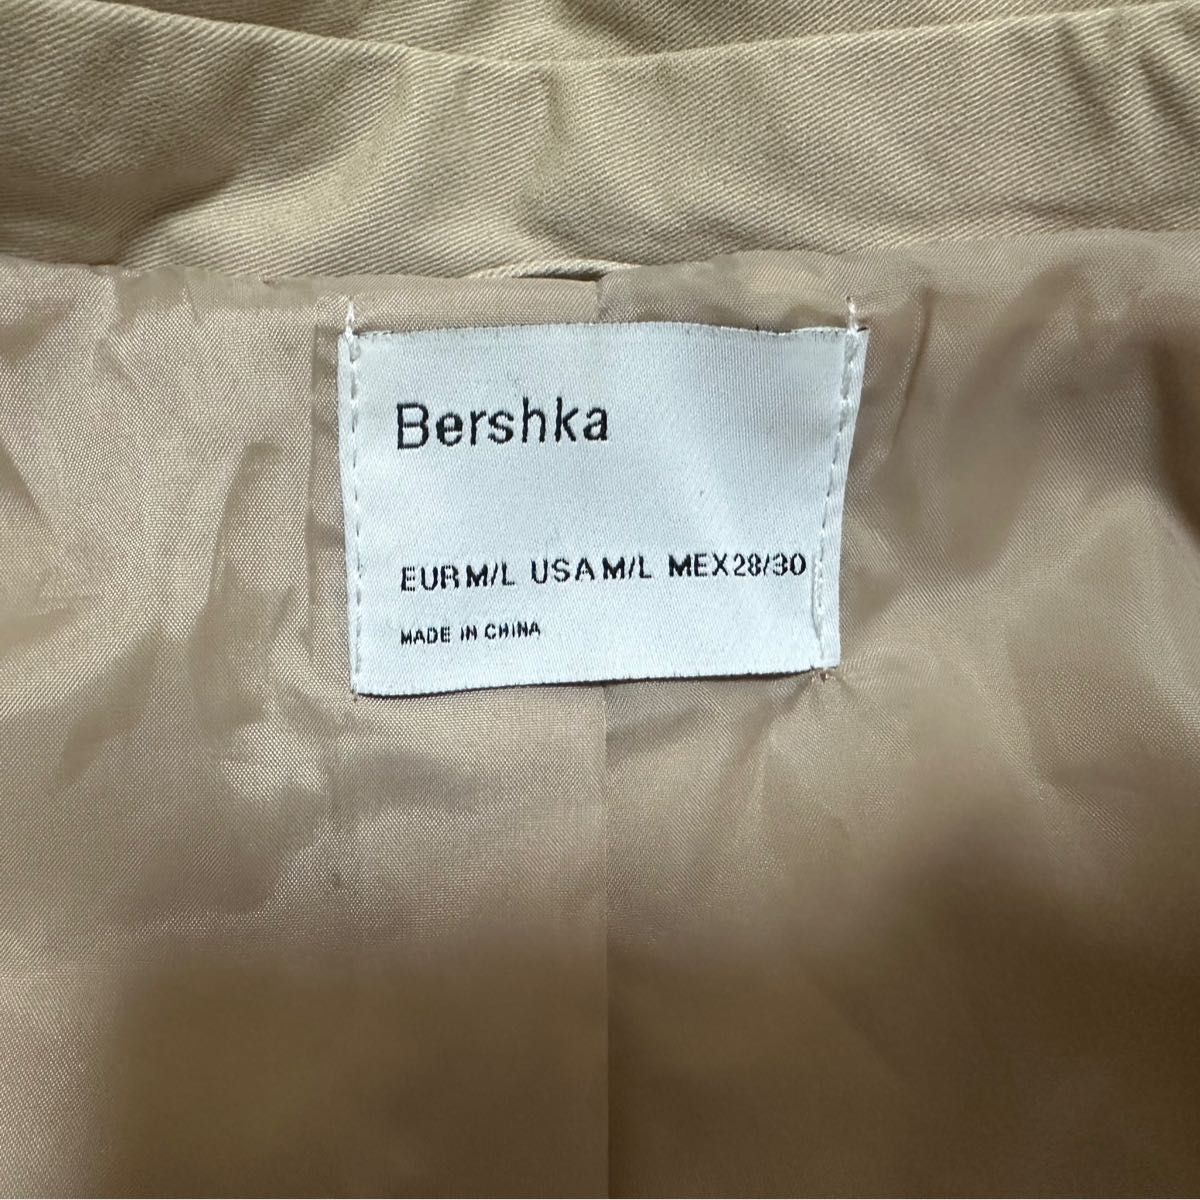 Bershka
EUR M/L USA M/L MEX 28/30
MADE IN CHINA